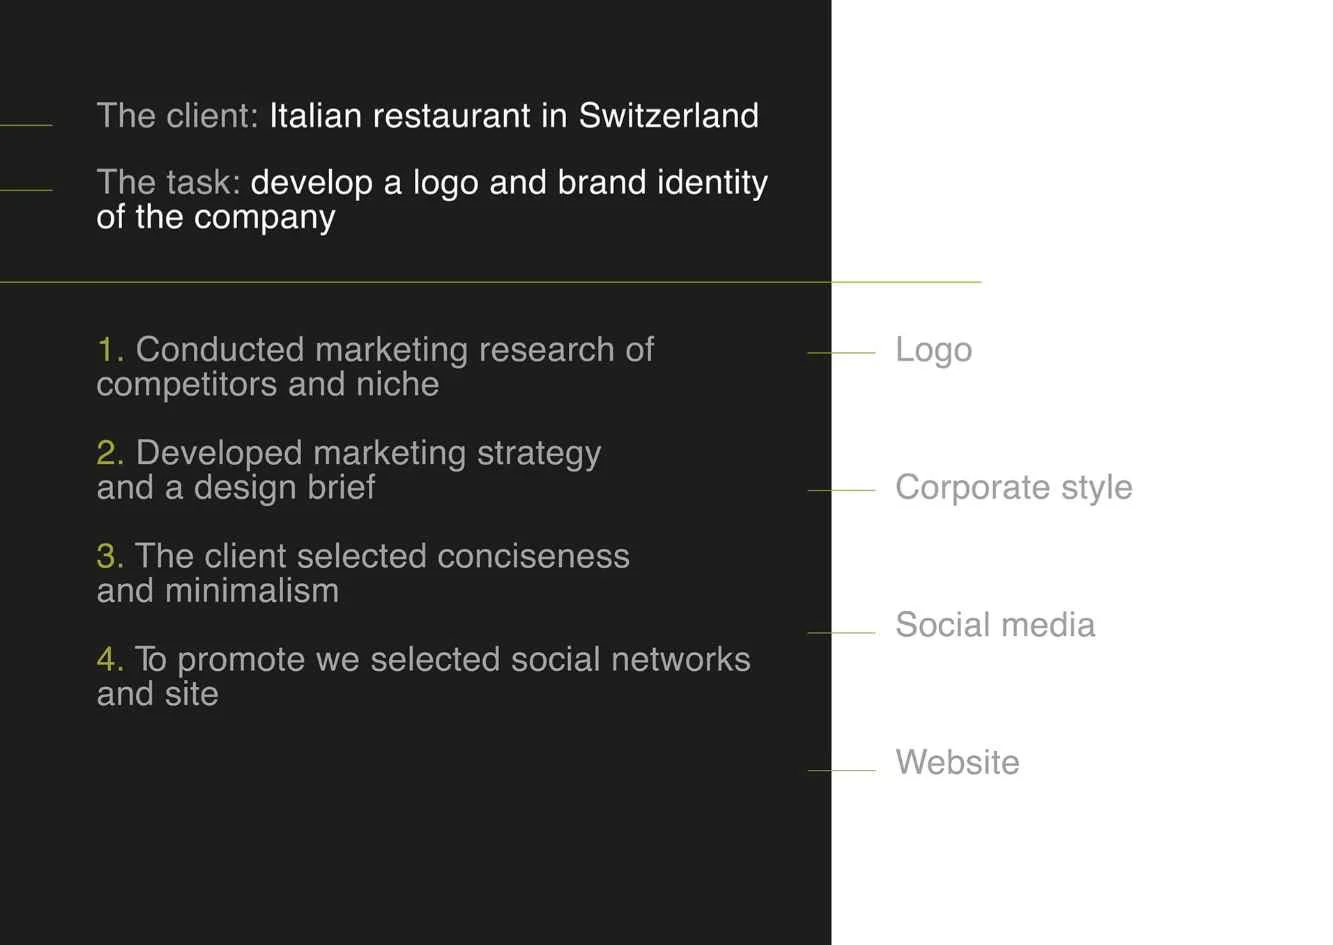 The client: Italian restaurant in Switzerland
The task: develop a logo and brand identity
of the company
1. Conducted marketing research of
competitors and niche
2. Developed marketing strategy
and a design brief
3. The client selected conciseness
and minimalism
4. To promote we selected social networks
and site
Logo
Corporate style
Social media
Website